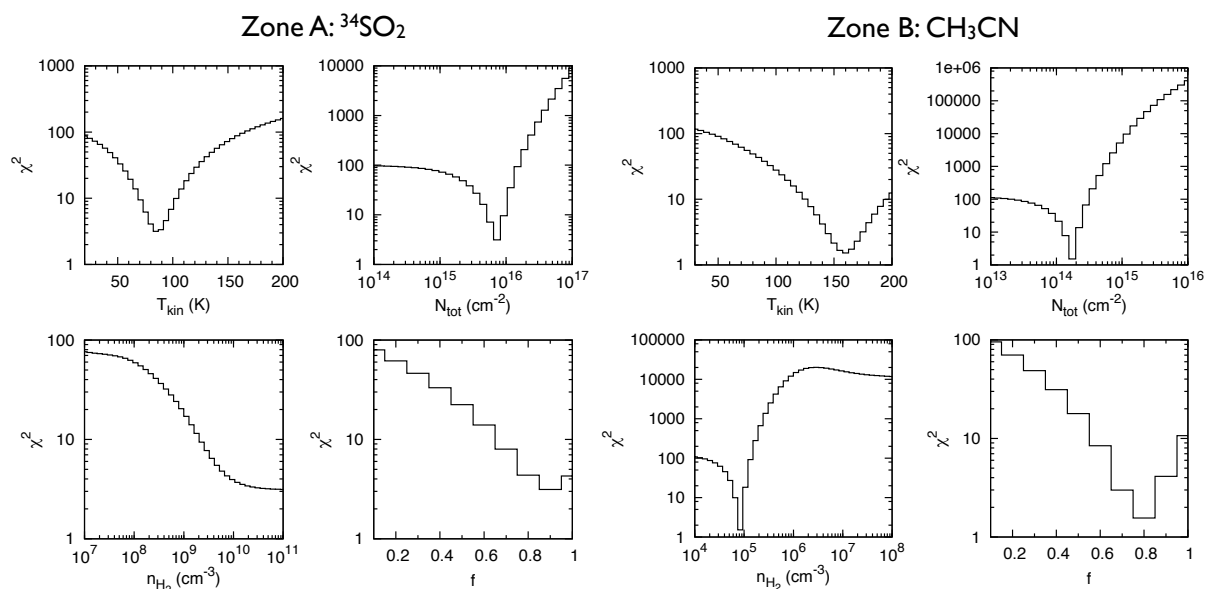 Zone A: ³⁴SO₂
Zone B: CH₃CN
1000
100
10
1
χ²
50 100 150 200
T_kin (K)
10000
1000
100
10
1
χ²
10¹⁴ 10¹⁵ 10¹⁶ 10¹⁷
N_tot (cm⁻²)
1000
100
10
1
χ²
50 100 150 200
T_kin (K)
1e+06
100000
10000
1000
100
10
1
χ²
10¹³ 10¹⁴ 10¹⁵ 10¹⁶
N_tot (cm⁻²)
100
10
1
χ²
10⁷ 10⁸ 10⁹ 10¹⁰ 10¹¹
n_H₂ (cm⁻³)
100
10
1
χ²
0.2 0.4 0.6 0.8 1
f
100000
10000
1000
100
10
1
χ²
10⁴ 10⁵ 10⁶ 10⁷ 10⁸
n_H₂ (cm⁻³)
100
10
1
χ²
0.2 0.4 0.6 0.8 1
f